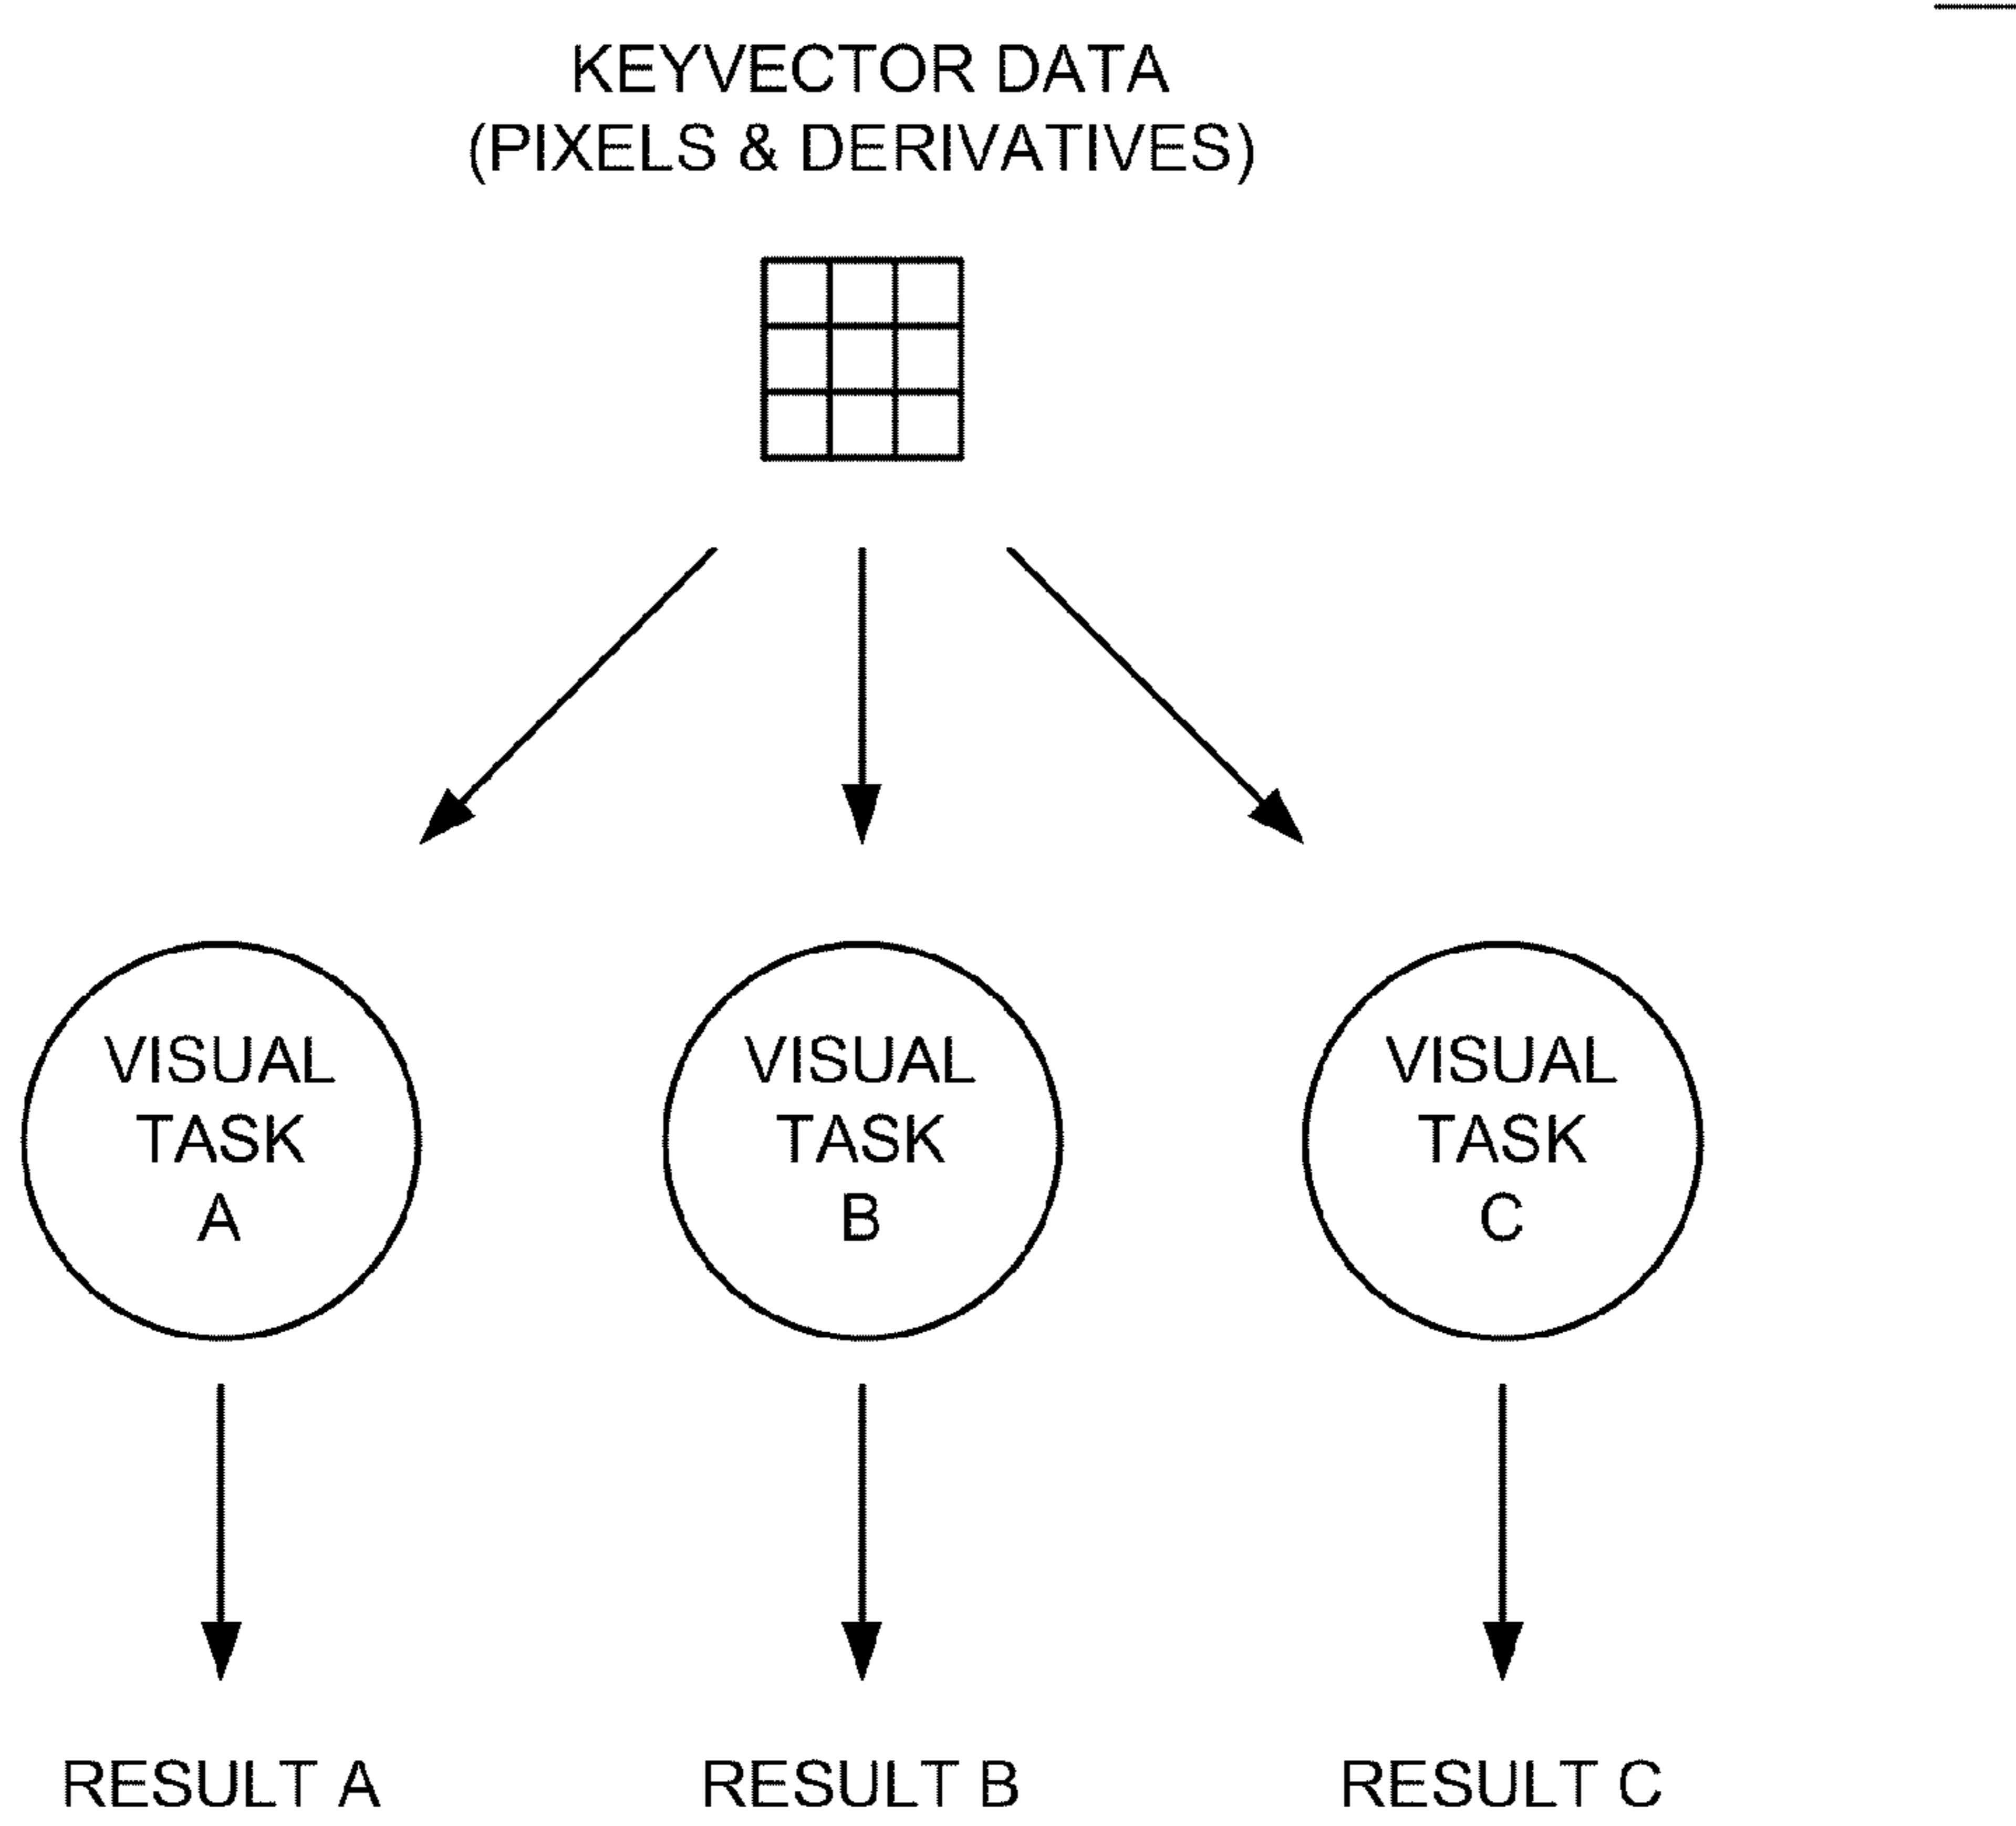 KEYVECTOR DATA
(PIXELS & DERIVATIVES)
VISUAL
TASK
A
VISUAL
TASK
B
VISUAL
TASK
C
RESULT A
RESULT B
RESULT C